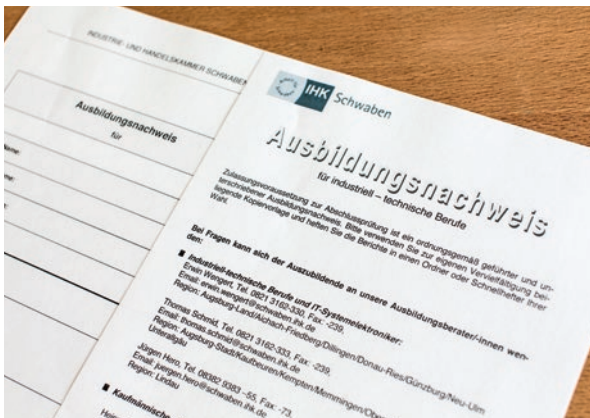 INDUSTRIE- UND HANDELSKAMMER SCHWABEN
Ausbildungsnachweis
für
IHK Schwaben
Ausbildungsnachweis
für industriell – technische Berufe
Zulassungsvoraussetzung zur Abschlussprüfung ist ein ordnungsgemäß geführter und un-
terschriebener Ausbildungsnachweis. Bitte verwenden Sie zur eigenen Vervielfältigung bei-
liegende Kopiervorlage und heften Sie die Berichte in einen Ordner oder Schnellhefter Ihrer
Wahl.
Bei Fragen kann sich der Auszubildende an unsere Ausbildungsberater/-innen wen-
den:
■ Industriell-technische Berufe und IT-Systemelektroniker:
Erwin Wengert, Tel. 0821 3162-330, Fax: -239,
Email: erwin.wengert@schwaben.ihk.de
Region: Augsburg-Land/Aichach-Friedberg/Dillingen/Donau-Ries/Günzburg/Neu-Ulm
Thomas Schmid, Tel. 0821 3162-333, Fax: -239,
Email: thomas.schmid@schwaben.ihk.de
Region: Augsburg-Stadt/Kaufbeuren/Kempten/Memmingen/
Unterallgäu
Jürgen Hero, Tel. 08382 9383-55, Fax: -73,
Email: juergen.hero@schwaben.ihk.de
Region: Lindau
■ Kaufmännische